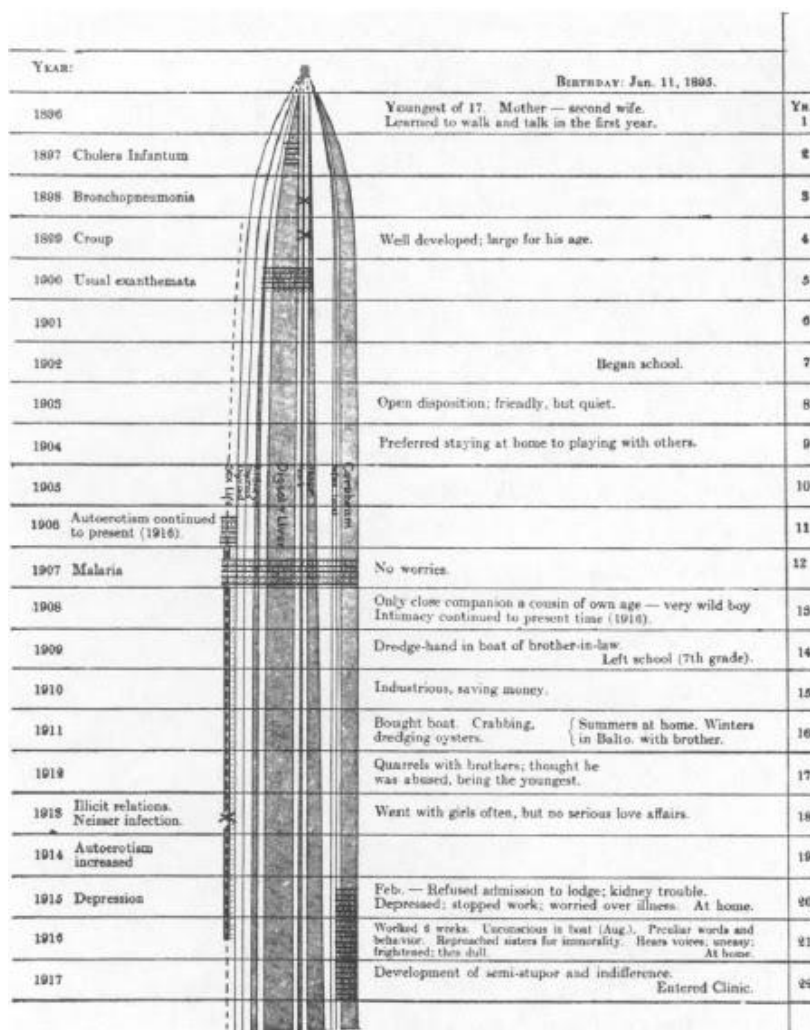 YEAR:
BIRTHDAY: Jan. 11, 1895.
1896 Youngest of 17. Mother — second wife. 1
Learned to walk and talk in the first year.
1897 Cholera Infantum 2
1898 Bronchopneumonia 3
1899 Croup Well developed; large for his age. 4
1900 Usual exanthemata 5
1901 6
1902 Began school. 7
1903 Open disposition; friendly, but quiet. 8
1904 Preferred staying at home to playing with others. 9
Sex Life
Digestiv-Liver
Cerebrum
1905 10
1906 Autoerotism continued 11
to present (1916).
1907 Malaria No worries. 12
1908 Only close companion a cousin of own age — very wild boy 13
Intimacy continued to present time (1916).
1909 Dredge-hand in boat of brother-in-law. 14
Left school (7th grade).
1910 Industrious, saving money. 15
1911 Bought boat. Crabbing, { Summers at home. Winters 16
dredging oysters. in Balto. with brother.
1912 Quarrels with brothers; thought he 17
was abused, being the youngest.
1913 Illicit relations. Went with girls often, but no serious love affairs. 18
Neisser infection.
1914 Autoerotism 19
increased
1915 Depression Feb. — Refused admission to lodge; kidney trouble. 20
Depressed; stopped work; worried over illness. At home.
1916 Worked 6 weeks. Unconscious in boat (Aug.). Peculiar words and 21
behavior. Reproached sisters for immorality. Hears voices; uneasy;
frightened; then dull. At home.
1917 Development of semi-stupor and indifference. 22
Entered Clinic.